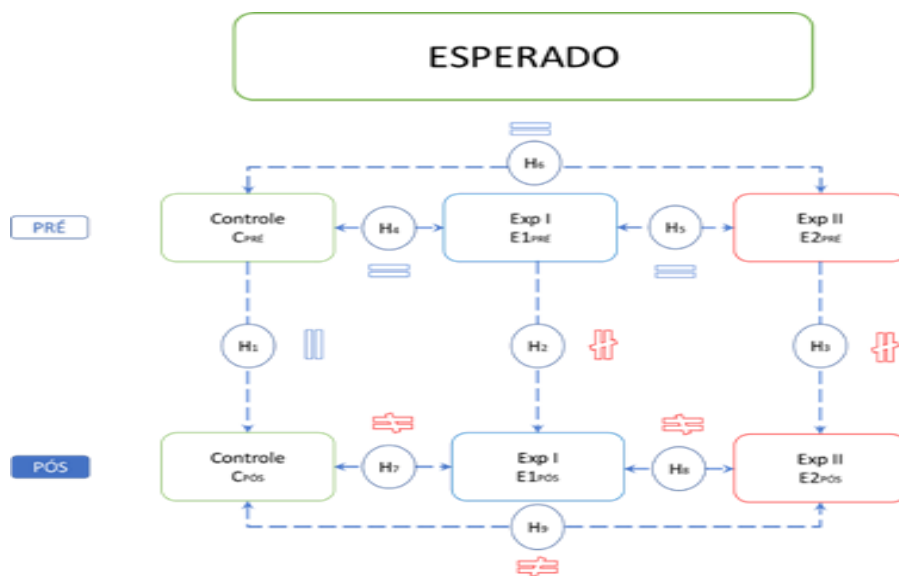 ESPERADO
H₆
PRÉ
Controle
CPRÉ
H₄
Exp I
E1PRÉ
H₅
Exp II
E2PRÉ
H₁
H₂
H₃
PÓS
Controle
CPÓS
H₇
Exp I
E1PÓS
H₈
Exp II
E2PÓS
H₉